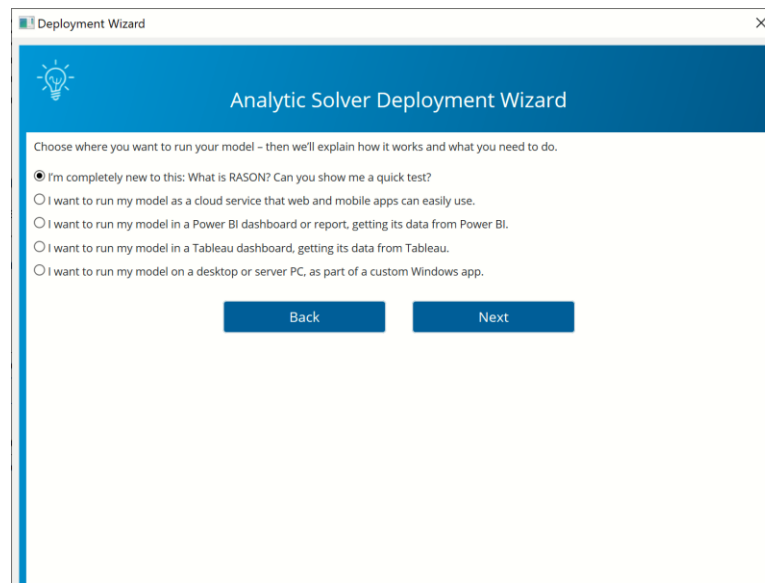 Deployment Wizard
Analytic Solver Deployment Wizard
Choose where you want to run your model – then we'll explain how it works and what you need to do.
I'm completely new to this: What is RASON? Can you show me a quick test?
I want to run my model as a cloud service that web and mobile apps can easily use.
I want to run my model in a Power BI dashboard or report, getting its data from Power BI.
I want to run my model in a Tableau dashboard, getting its data from Tableau.
I want to run my model on a desktop or server PC, as part of a custom Windows app.
Back Next